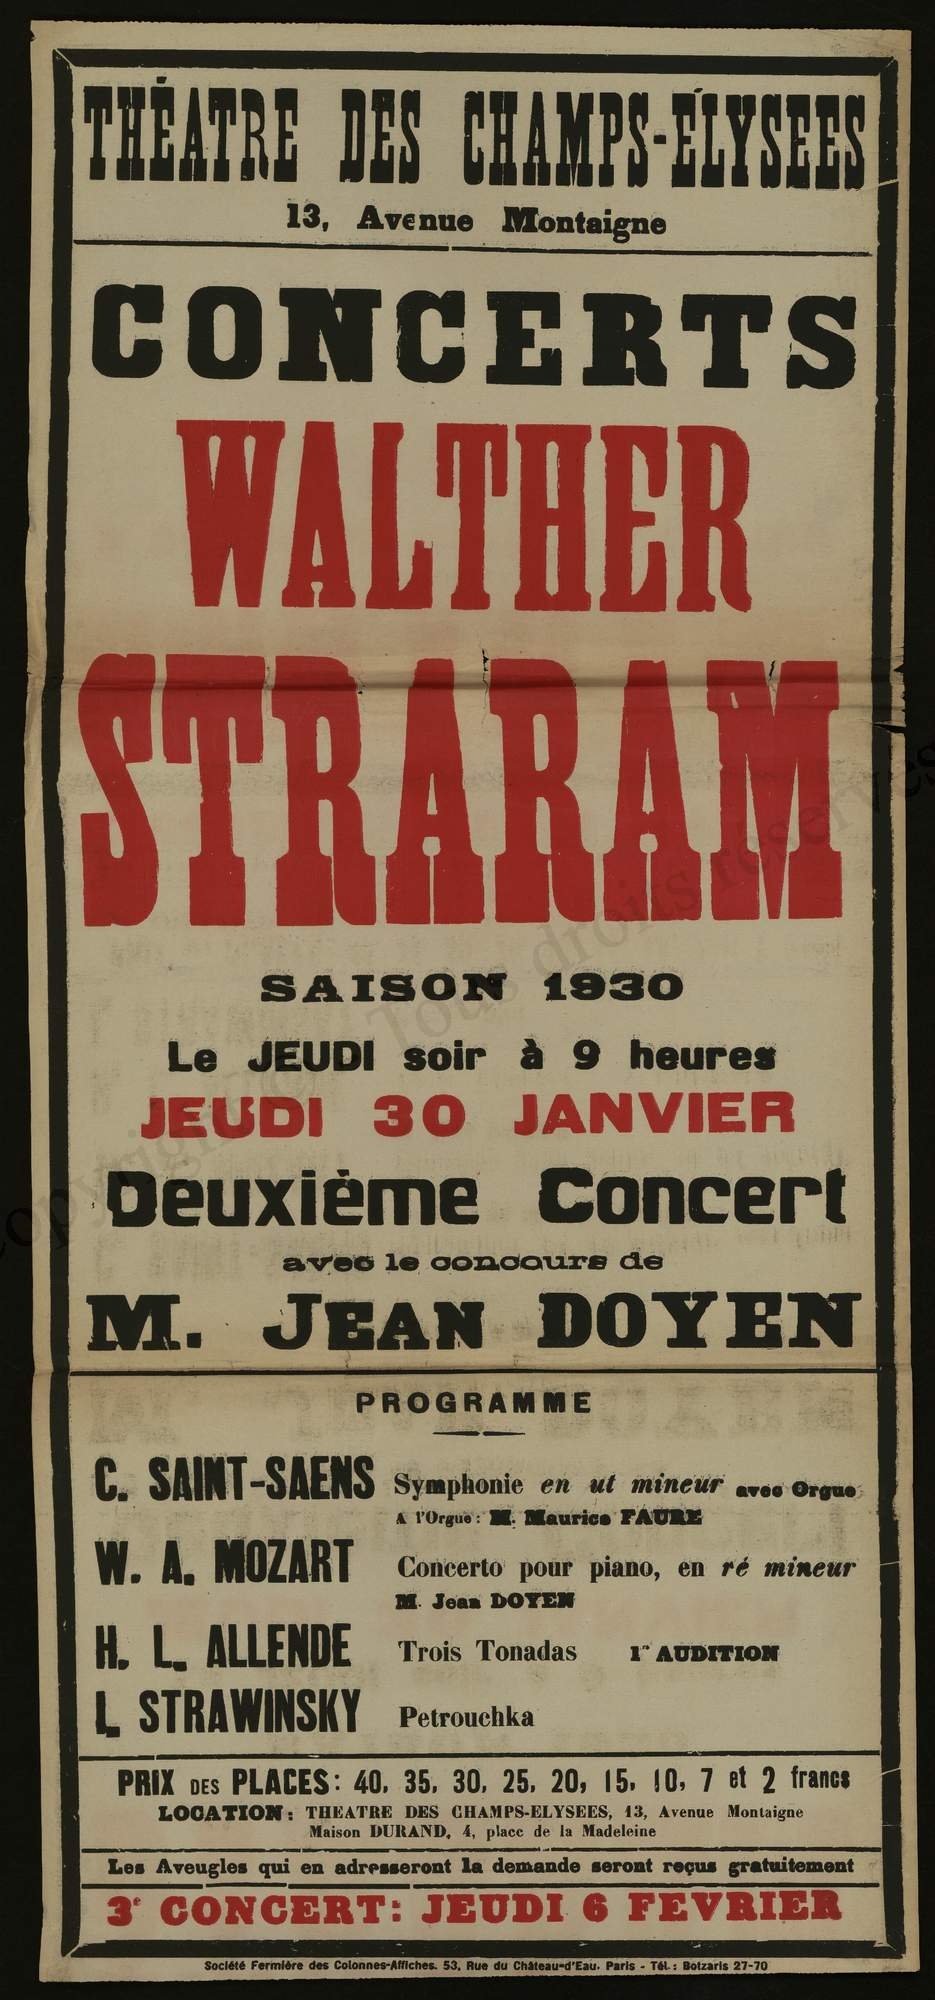 THÉATRE DES CHAMPS-ELYSEES
13, Avenue Montaigne
CONCERTS
WALTHER
STRARAM
SAISON 1930
Le JEUDI soir à 9 heures
JEUDI 30 JANVIER
Deuxième Concert
avec le concours de
M. JEAN DOYEN
PROGRAMME
C. SAINT-SAENS Symphonie en ut mineur avec Orgue
A l'Orgue: M. Maurice FAURE
W. A. MOZART Concerto pour piano, en ré mineur
M. Jean DOYEN
H. L. ALLENDE Trois Tonadas 1re AUDITION
I. STRAWINSKY Petrouchka
PRIX DES PLACES: 40, 35, 30, 25, 20, 15, 10, 7 et 2 francs
LOCATION: THEATRE DES CHAMPS-ELYSEES, 13, Avenue Montaigne
Maison DURAND, 4, place de la Madeleine
Les Aveugles qui en adresseront la demande seront reçus gratuitement
3e CONCERT: JEUDI 6 FEVRIER
Société Fermière des Colonnes-Affiches. 53, Rue du Château-d'Eau. Paris - Tél.: Botzaris 27-70
Copyright © Tous droits réservés